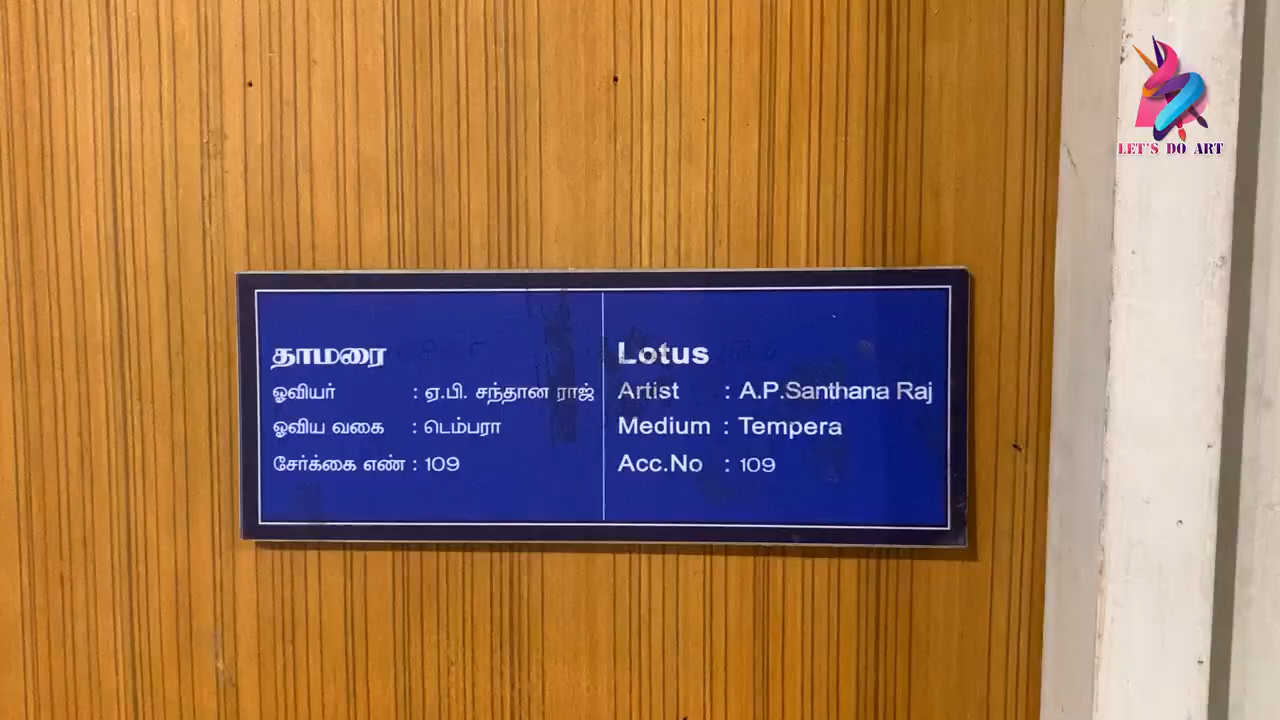 தாமரை
ஓவியர் : ஏ.பி. சந்தான ராஜ்
ஓவிய வகை : டெம்பரா
சேர்க்கை எண் : 109
Lotus
Artist : A.P.Santhana Raj
Medium : Tempera
Acc.No : 109
LET'S DO ART